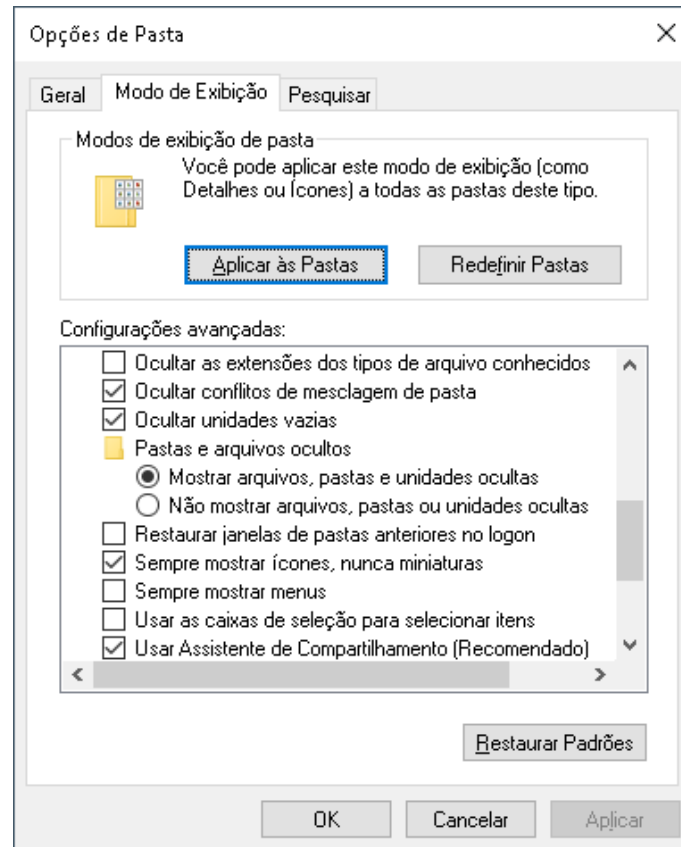 Opções de Pasta
Geral
Modo de Exibição
Pesquisar
Modos de exibição de pasta
Você pode aplicar este modo de exibição (como
Detalhes ou Ícones) a todas as pastas deste tipo.
Aplicar às Pastas
Redefinir Pastas
Configurações avançadas:
Ocultar as extensões dos tipos de arquivo conhecidos
Ocultar conflitos de mesclagem de pasta
Ocultar unidades vazias
Pastas e arquivos ocultos
Mostrar arquivos, pastas e unidades ocultas
Não mostrar arquivos, pastas ou unidades ocultas
Restaurar janelas de pastas anteriores no logon
Sempre mostrar ícones, nunca miniaturas
Sempre mostrar menus
Usar as caixas de seleção para selecionar itens
Usar Assistente de Compartilhamento (Recomendado)
Restaurar Padrões
OK
Cancelar
Aplicar